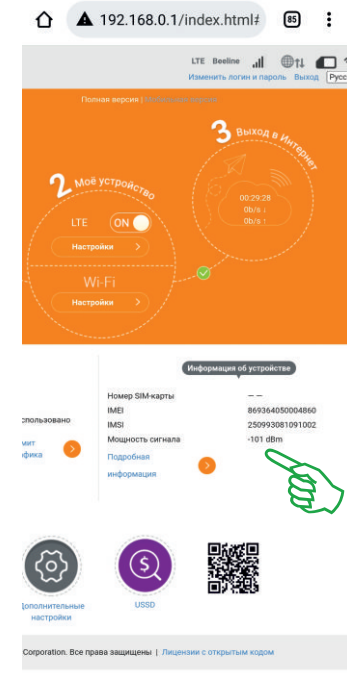 192.168.0.1/index.html#
85
LTE Beeline
Изменить логин и пароль Выход Русс
Полная версия |
3 Выход в Интернет
00:29:28
0b/s ↓
0b/s ↑
2 Моё устройство
LTE ON
Настройки >
Wi-Fi
Настройки >
Информация об устройстве
Номер SIM-карты – –
IMEI 869364050004860
спользовано IMSI 250993081091002
Мощность сигнала -101 dBm
мит
фика
Подробная
информация
Дополнительные
настройки
USSD
Corporation. Все права защищены | Лицензии с открытым кодом